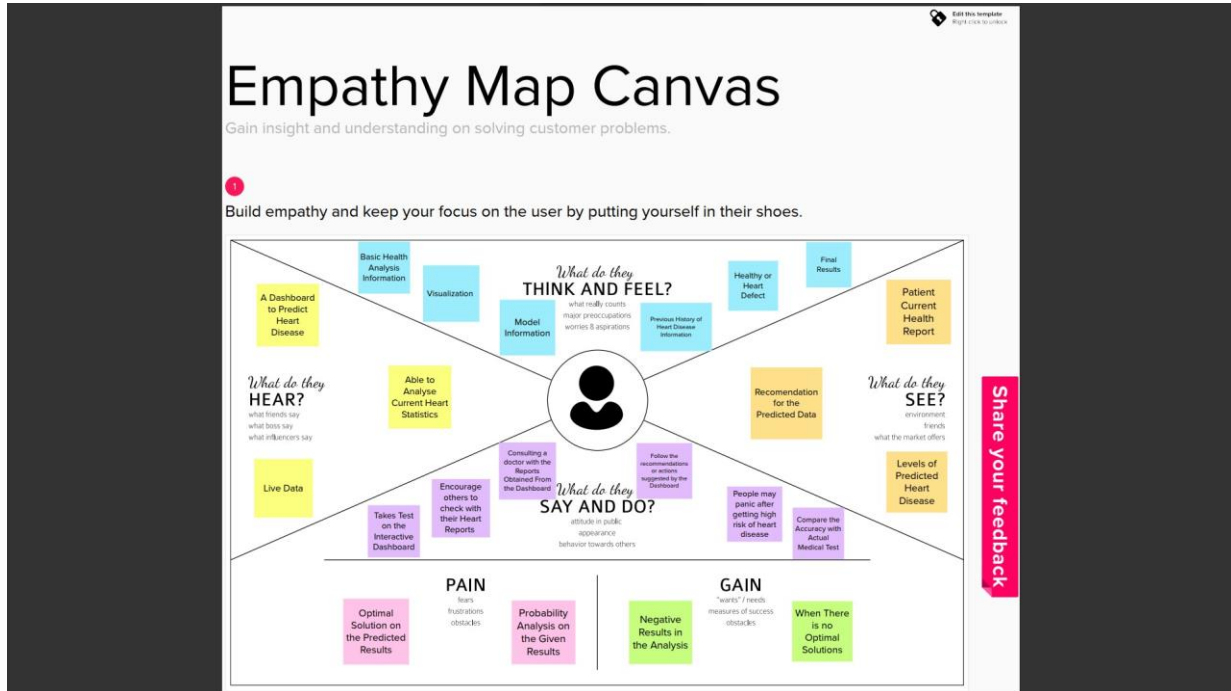 Edit this template
Right click to unlock
Empathy Map Canvas
Gain insight and understanding on solving customer problems.
1
Build empathy and keep your focus on the user by putting yourself in their shoes.
What do they
THINK AND FEEL?
what really counts
major preoccupations
worries & aspirations
Basic Health
Analysis
Information
Visualization
Model
Information
Previous History of
Heart Disease
Information
Healthy or
Heart
Defect
Final
Results
What do they
HEAR?
what friends say
what boss say
what influencers say
A Dashboard
to Predict
Heart
Disease
Able to
Analyse
Current Heart
Statistics
Live Data
What do they
SEE?
environment
friends
what the market offers
Patient
Current
Health
Report
Recomendation
for the
Predicted Data
Levels of
Predicted
Heart
Disease
What do they
SAY AND DO?
attitude in public
appearance
behavior towards others
Takes Test
on the
Interactive
Dashboard
Encourage
others to
check with
their Heart
Reports
Consulting a
doctor with the
Reports
Obtained From
the Dashboard
Follow the
recommendations
or actions
suggested by the
Dashboard
People may
panic after
getting high
risk of heart
disease
Compare the
Accuracy with
Actual
Medical Test
PAIN
fears
frustrations
obstacles
Optimal
Solution on
the Predicted
Results
Probability
Analysis on
the Given
Results
GAIN
"wants" / needs
measures of success
obstacles
Negative
Results in
the Analysis
When There
is no
Optimal
Solutions
Share your feedback